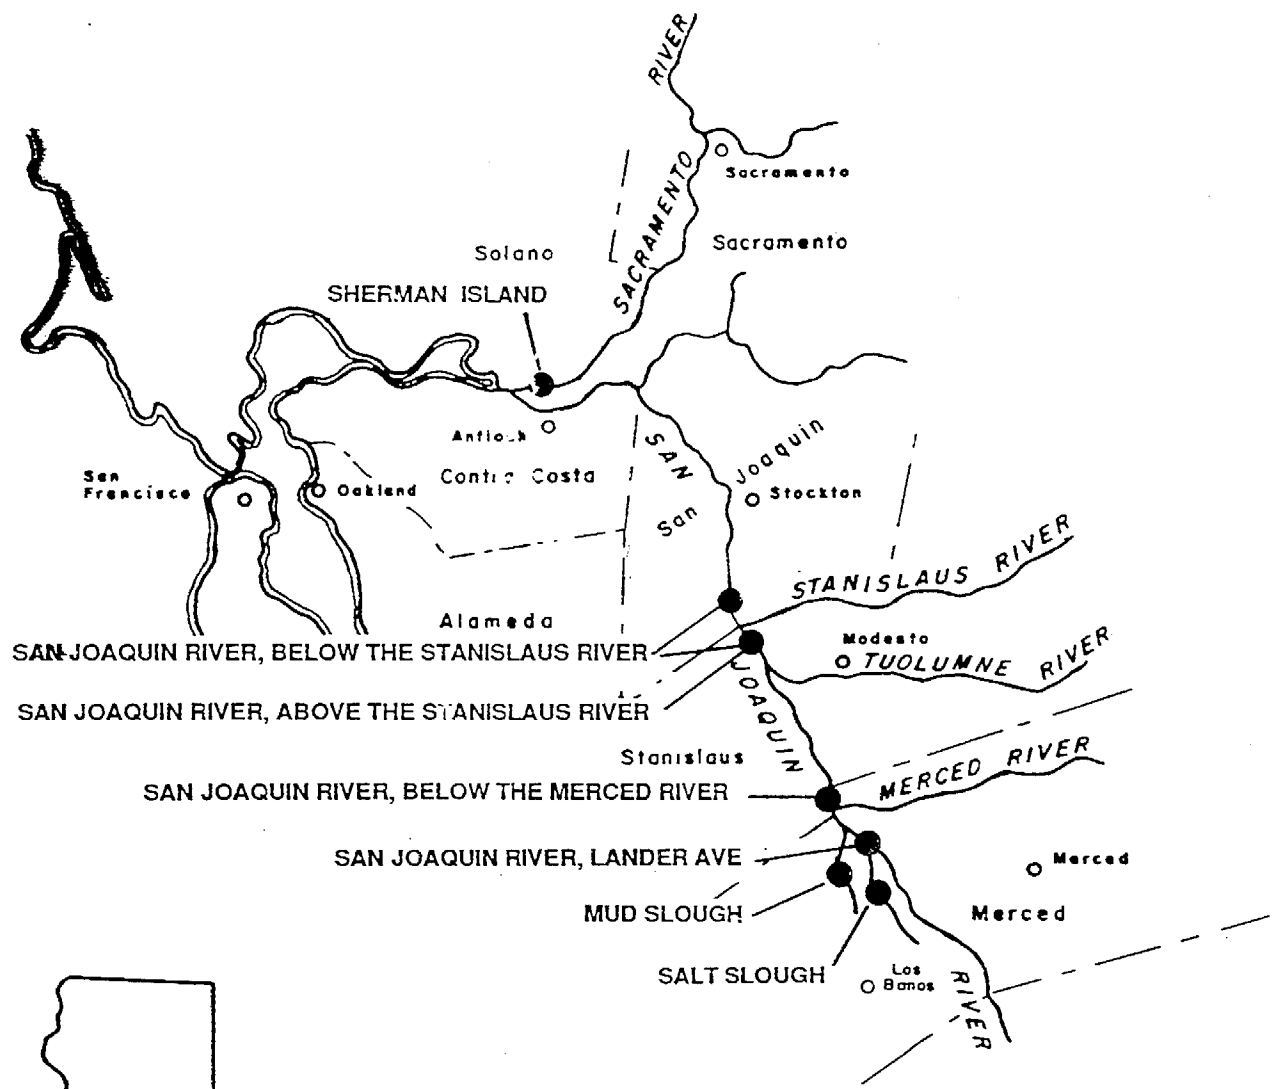 RIVER
Sacramento
SACRAMENTO
Sacramento
Solano
SHERMAN ISLAND
Antioch
Contra Costa
San
Francisco
Oakland
SAN
Joaquin
San
Stockton
STANISLAUS RIVER
Alameda
Modesto
TUOLUMNE RIVER
SAN JOAQUIN RIVER, BELOW THE STANISLAUS RIVER
JOAQUIN
SAN JOAQUIN RIVER, ABOVE THE STANISLAUS RIVER
Stanislaus
MERCED RIVER
SAN JOAQUIN RIVER, BELOW THE MERCED RIVER
SAN JOAQUIN RIVER, LANDER AVE
Merced
MUD SLOUGH
Merced
SALT SLOUGH
Los
Banos
RIVER